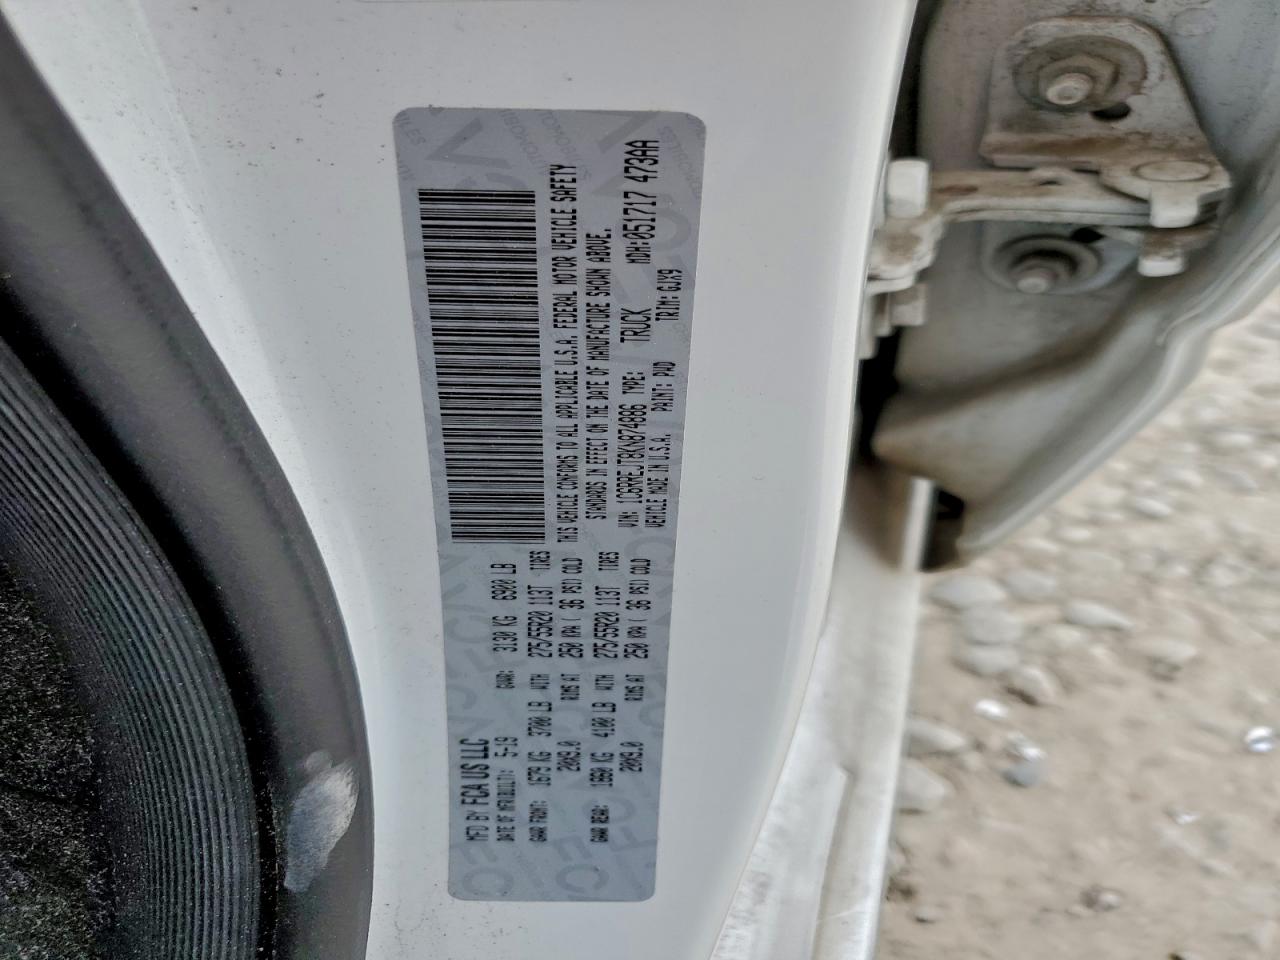 MFD BY FCA US LLC
DATE OF MFR(BUILT): 5-19 GVWR: 3130 KG 6900 LB
GAWR FRONT: 1679 KG 3700 LB WITH 275/55R20 113T TIRES
20X9.0 RIMS AT 250 KPA ( 36 PSI) COLD
GAWR REAR: 1860 KG 4100 LB WITH 275/55R20 113T TIRES
20X9.0 RIMS AT 250 KPA ( 36 PSI) COLD
THIS VEHICLE CONFORMS TO ALL APPLICABLE U.S.A. FEDERAL MOTOR VEHICLE SAFETY
STANDARDS IN EFFECT ON THE DATE OF MANUFACTURE SHOWN ABOVE.
VIN: 1C6RREJT8KN874886 TYPE: TRUCK MDH:051717 473AA
VEHICLE MADE IN U.S.A. PAINT: PWD TRIM: GJX9